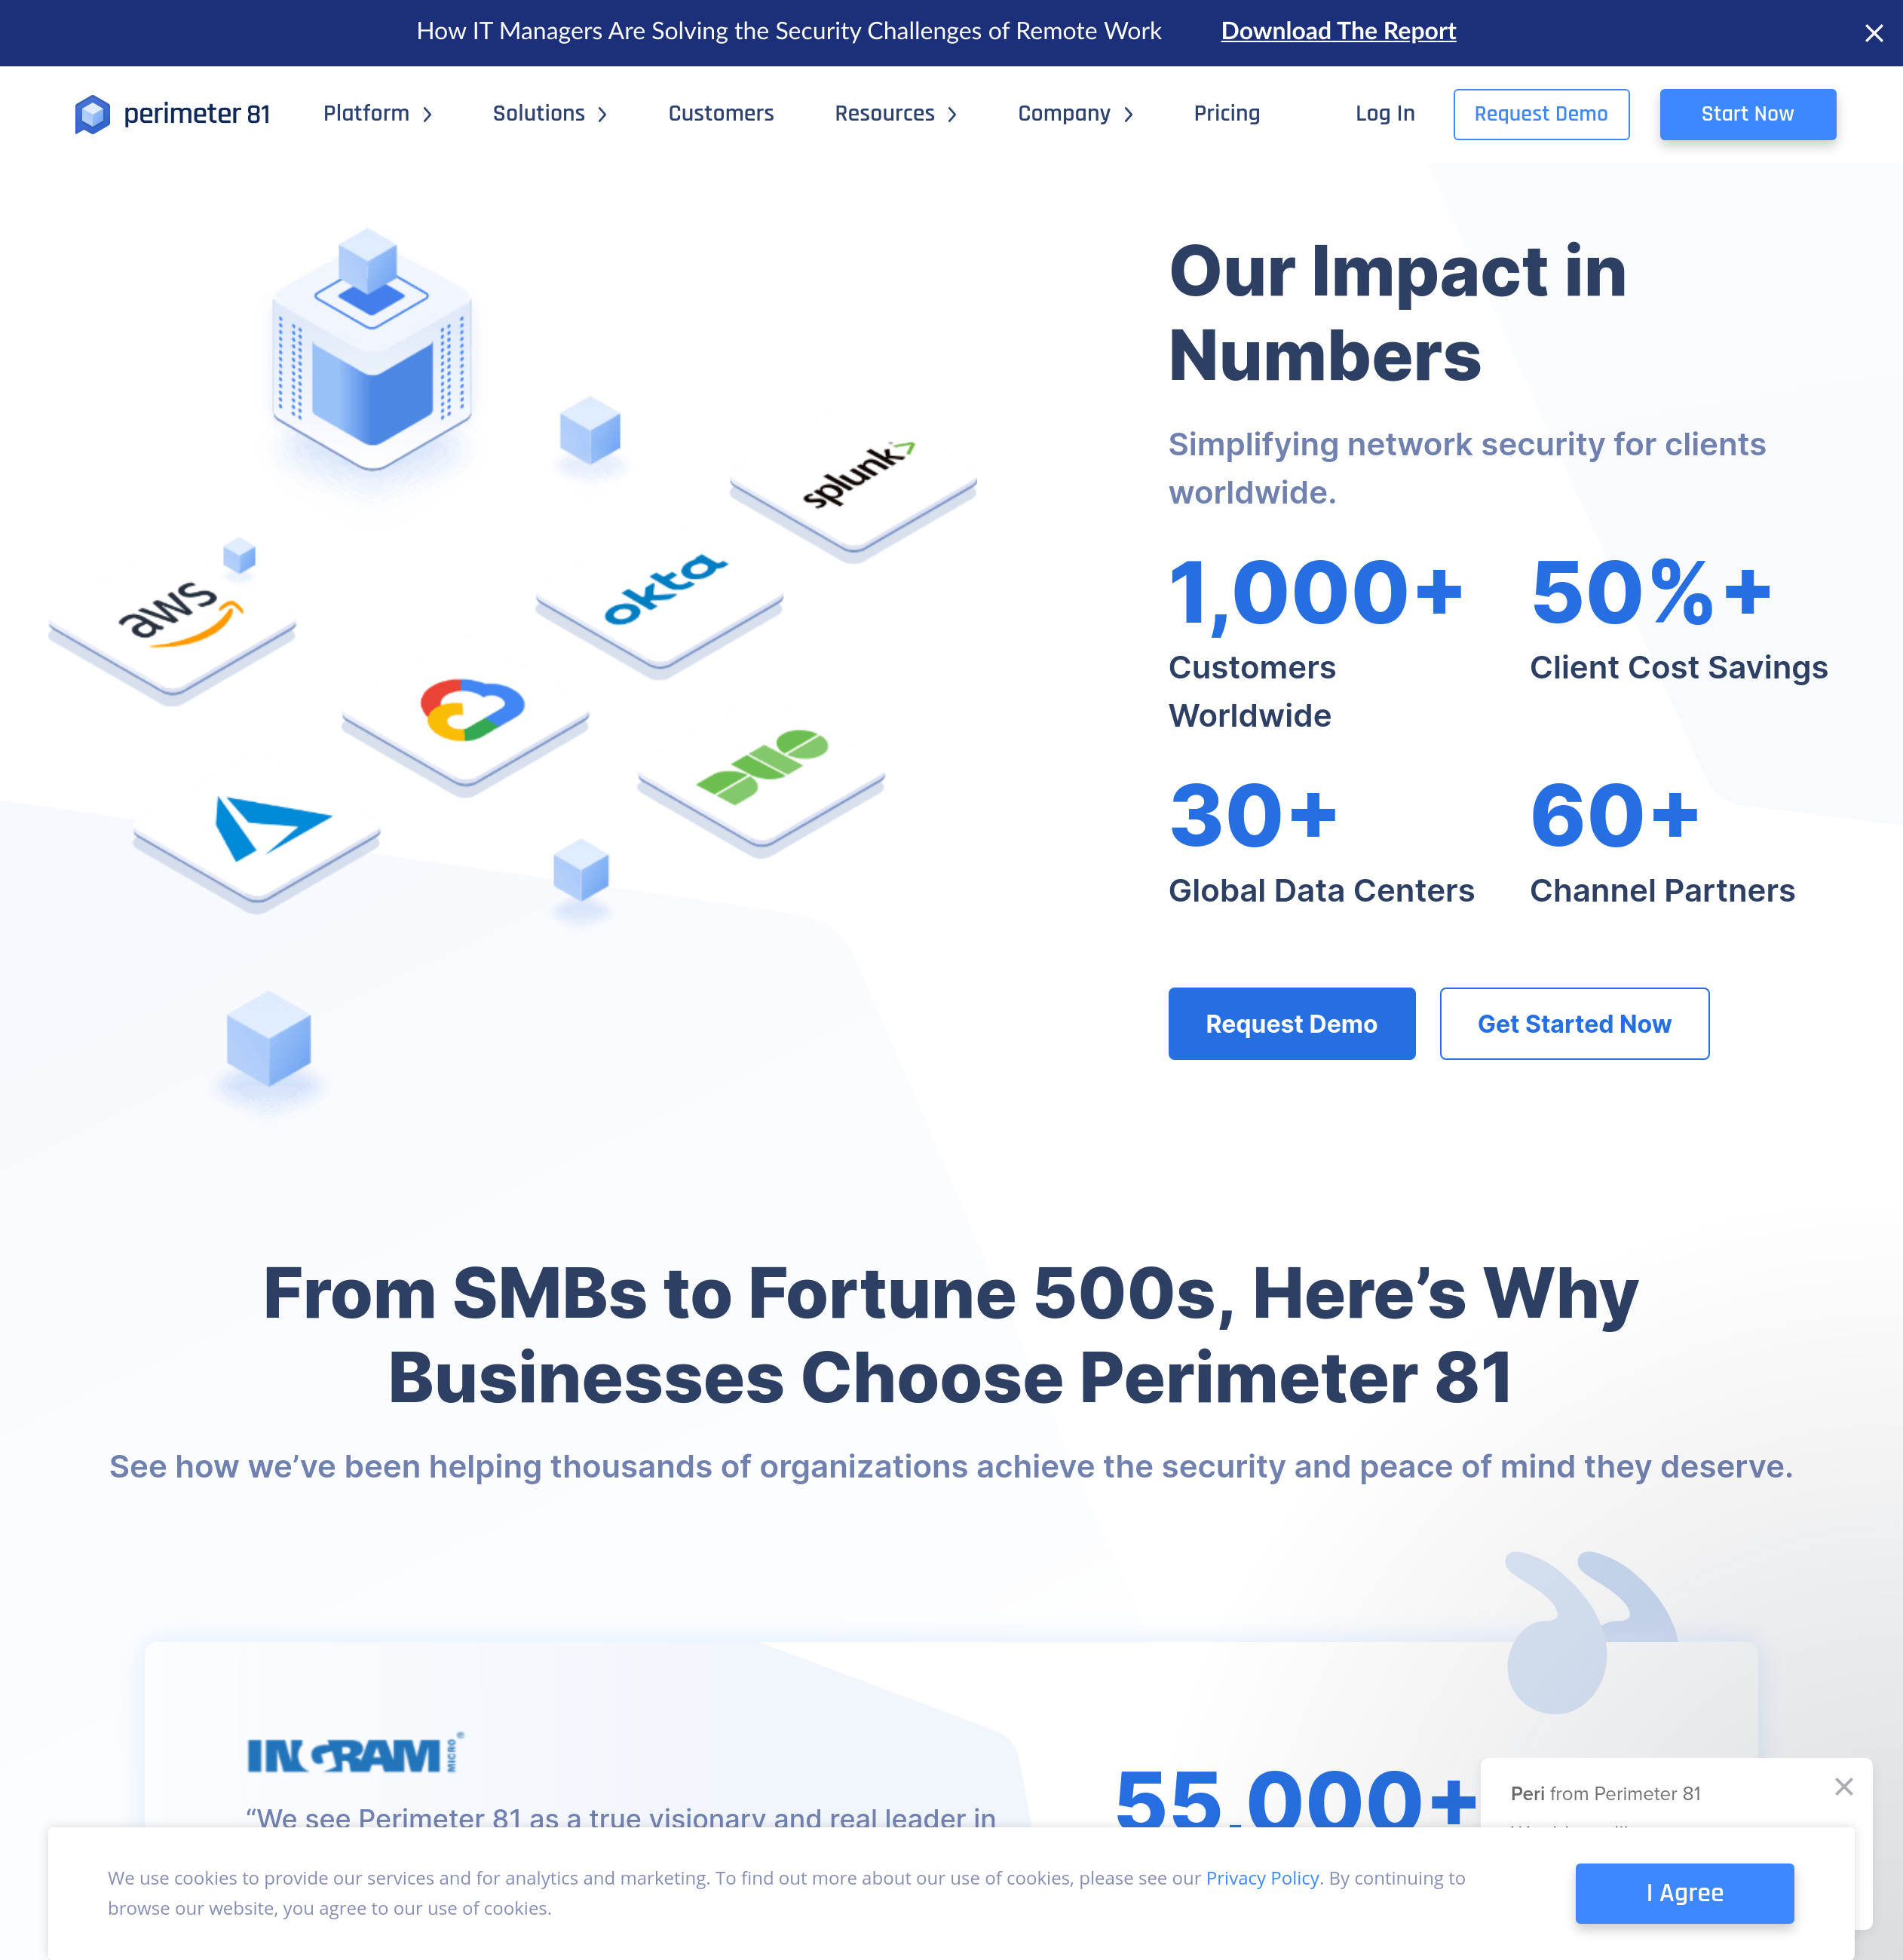 How IT Managers Are Solving the Security Challenges of Remote Work Download The Report
perimeter 81 Platform Solutions Customers Resources Company Pricing Log In Request Demo Start Now
Our Impact in
Numbers
Simplifying network security for clients
worldwide.
splunk>
okta
aws
1,000+ 50%+
Customers Client Cost Savings
Worldwide
30+ 60+
Global Data Centers Channel Partners
Request Demo Get Started Now
From SMBs to Fortune 500s, Here’s Why
Businesses Choose Perimeter 81
See how we’ve been helping thousands of organizations achieve the security and peace of mind they deserve.
INGRAM MICRO®
“We see Perimeter 81 as a true visionary and real leader in
55,000+
Peri from Perimeter 81
We use cookies to provide our services and for analytics and marketing. To find out more about our use of cookies, please see our Privacy Policy. By continuing to
browse our website, you agree to our use of cookies.
I Agree